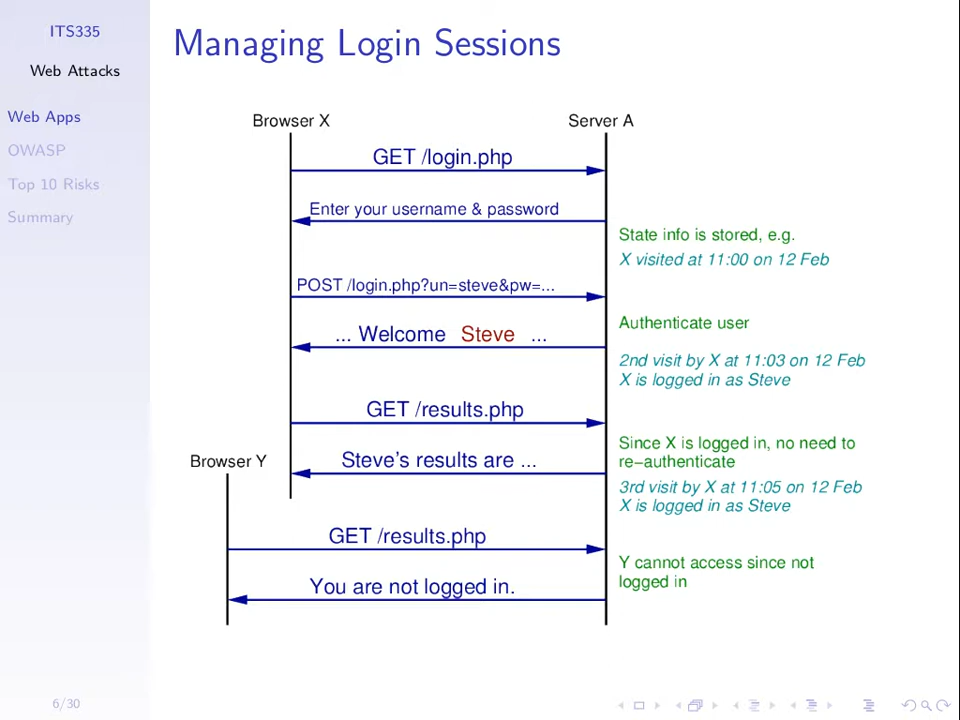 ITS335
Web Attacks
Web Apps
OWASP
Top 10 Risks
Summary
Managing Login Sessions
Browser X
Server A
GET /login.php
Enter your username & password
State info is stored, e.g.
X visited at 11:00 on 12 Feb
POST /login.php?un=steve&pw=...
Authenticate user
... Welcome Steve ...
2nd visit by X at 11:03 on 12 Feb
X is logged in as Steve
GET /results.php
Since X is logged in, no need to
re−authenticate
Browser Y
Steve's results are ...
3rd visit by X at 11:05 on 12 Feb
X is logged in as Steve
GET /results.php
Y cannot access since not
logged in
You are not logged in.
6/30